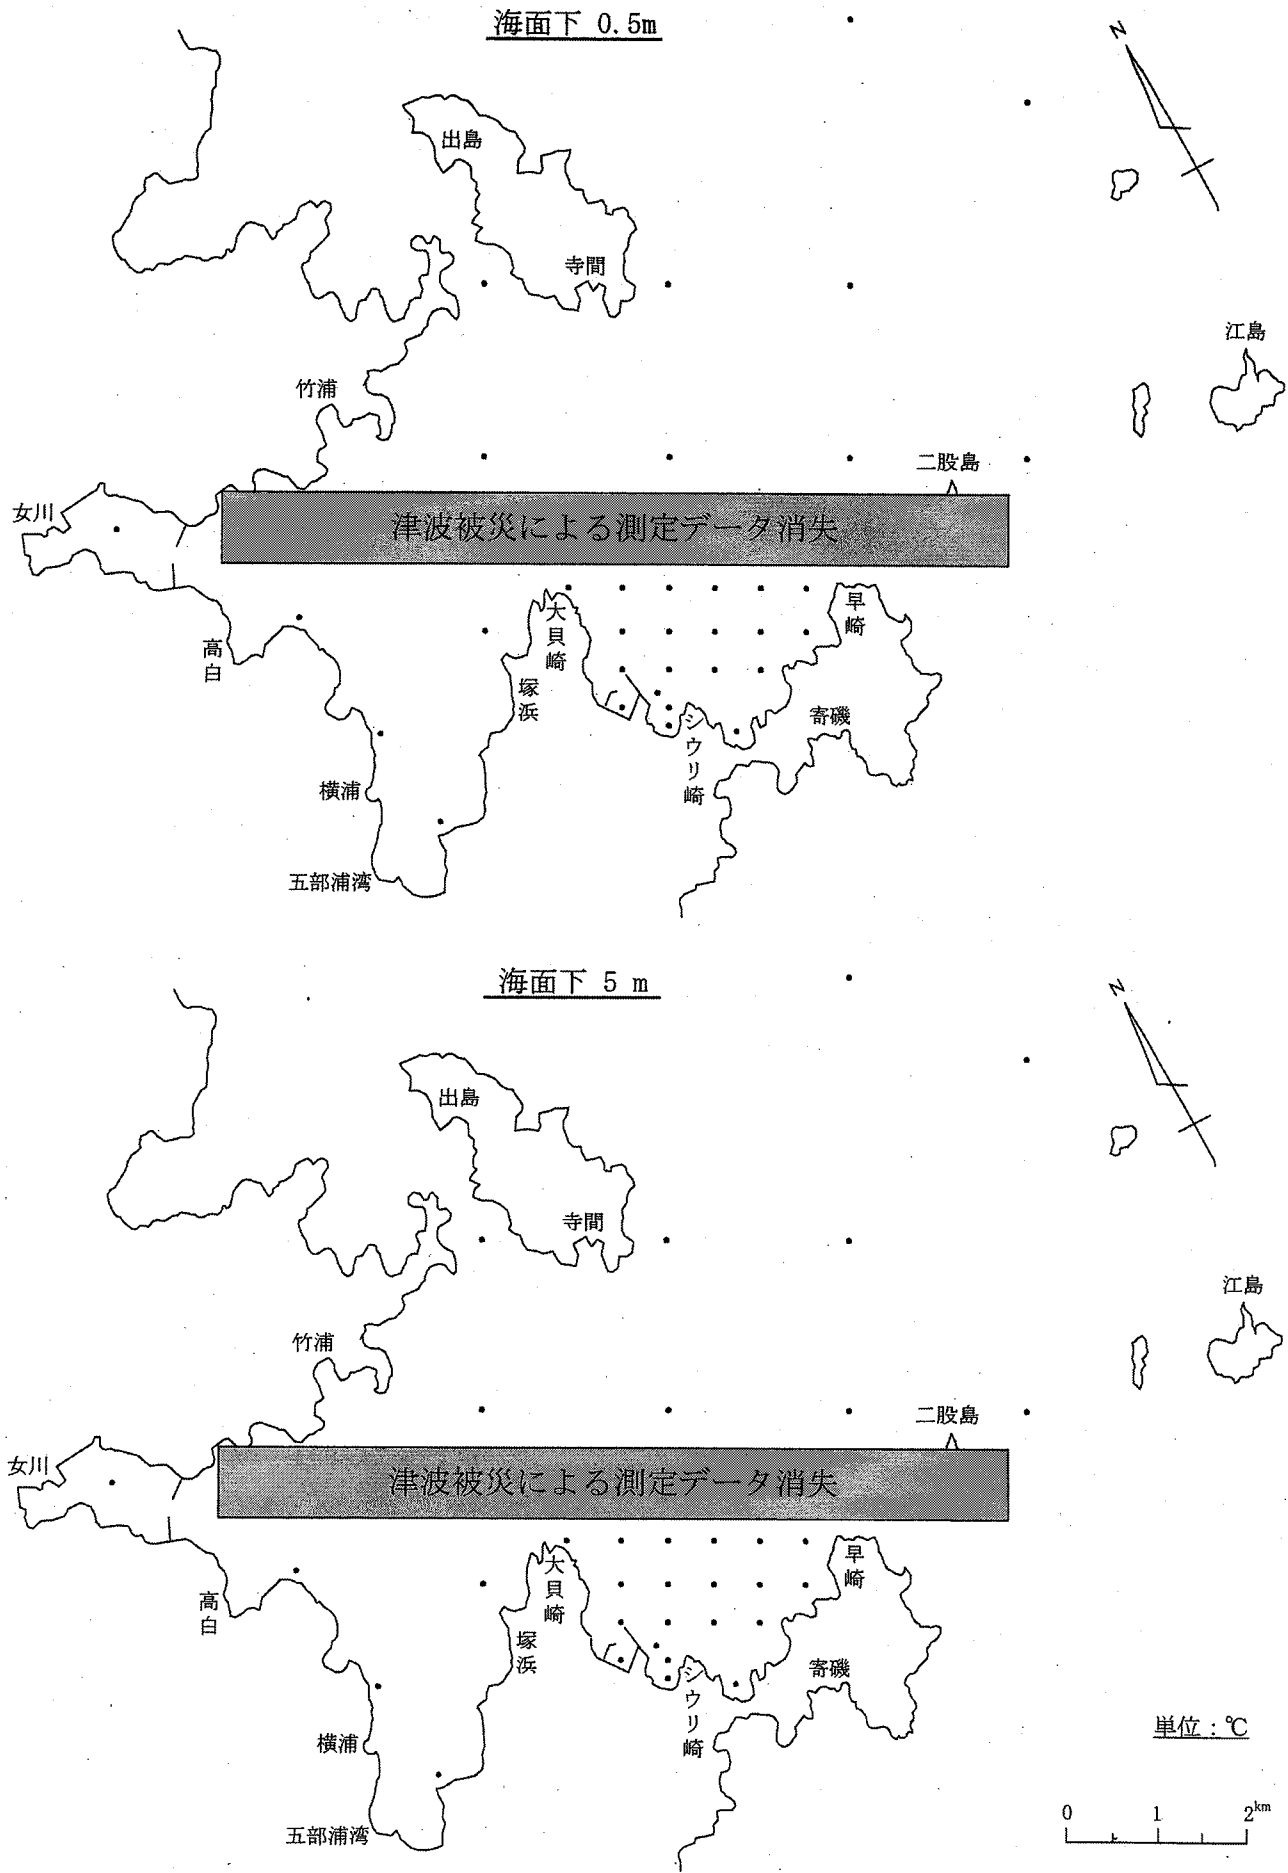 海面下 0.5m
N
出島
寺間
江島
竹浦
二股島
女川
津波被災による測定データ消失
大貝崎
早崎
高白
塚浜
シウリ崎
寄磯
横浦
五部浦湾
海面下 5 m
N
出島
寺間
江島
竹浦
二股島
女川
津波被災による測定データ消失
大貝崎
早崎
高白
塚浜
シウリ崎
寄磯
単位：℃
横浦
0 1 2km
五部浦湾